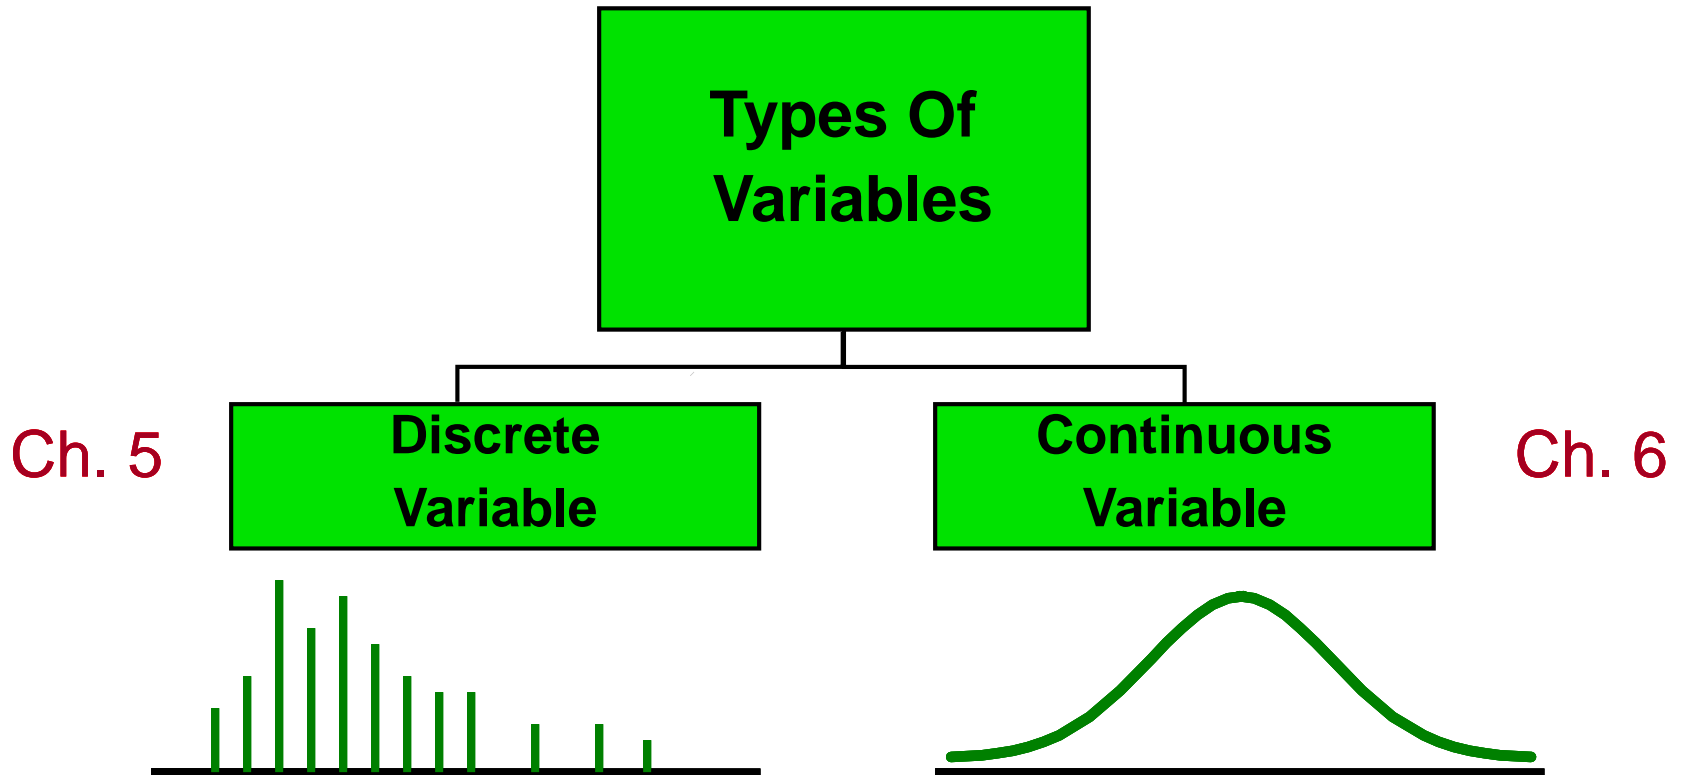 Types Of
Variables
Ch. 5
Discrete
Variable
Continuous
Variable
Ch. 6